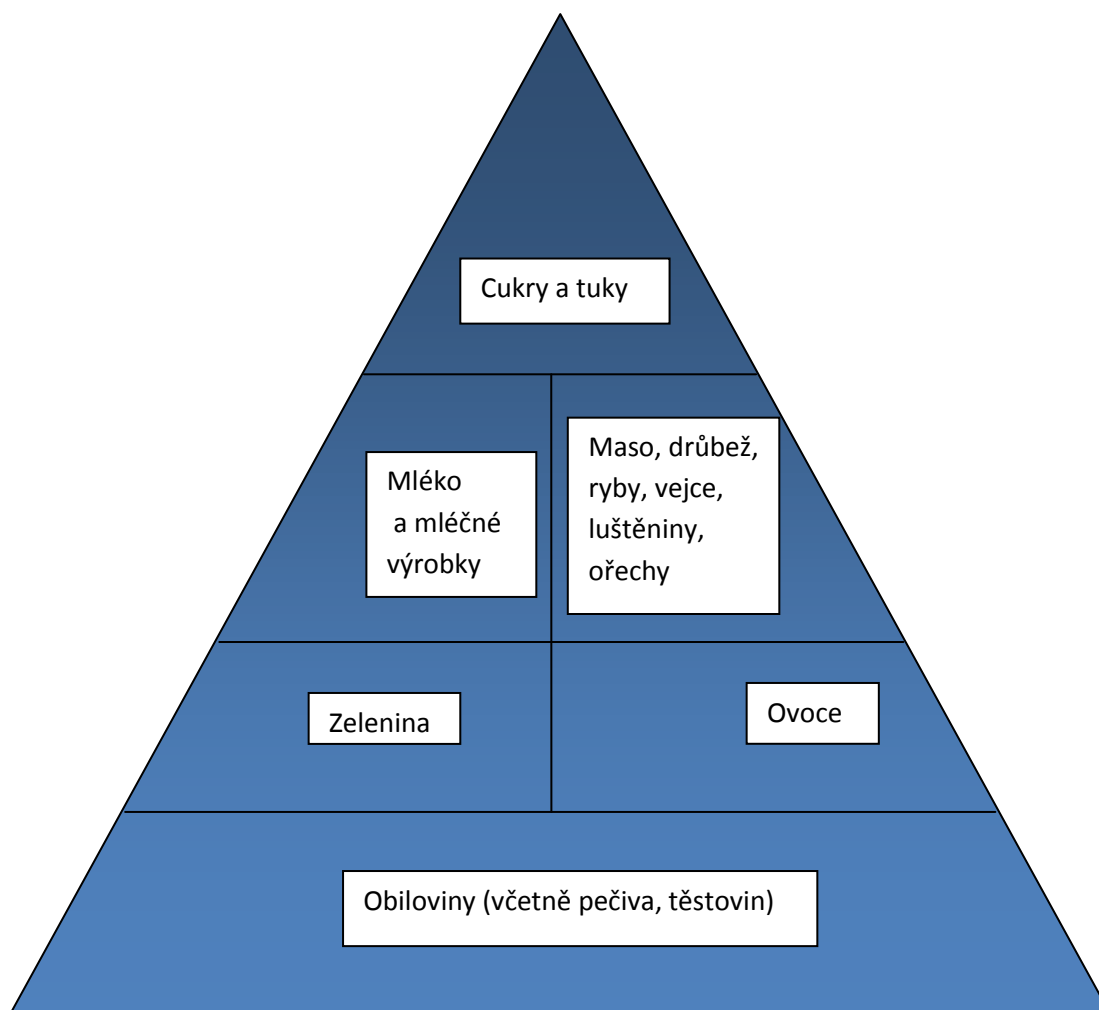 Cukry a tuky
Mléko
a mléčné
výrobky
Maso, drůbež,
ryby, vejce,
luštěniny,
ořechy
Zelenina
Ovoce
Obiloviny (včetně pečiva, těstovin)